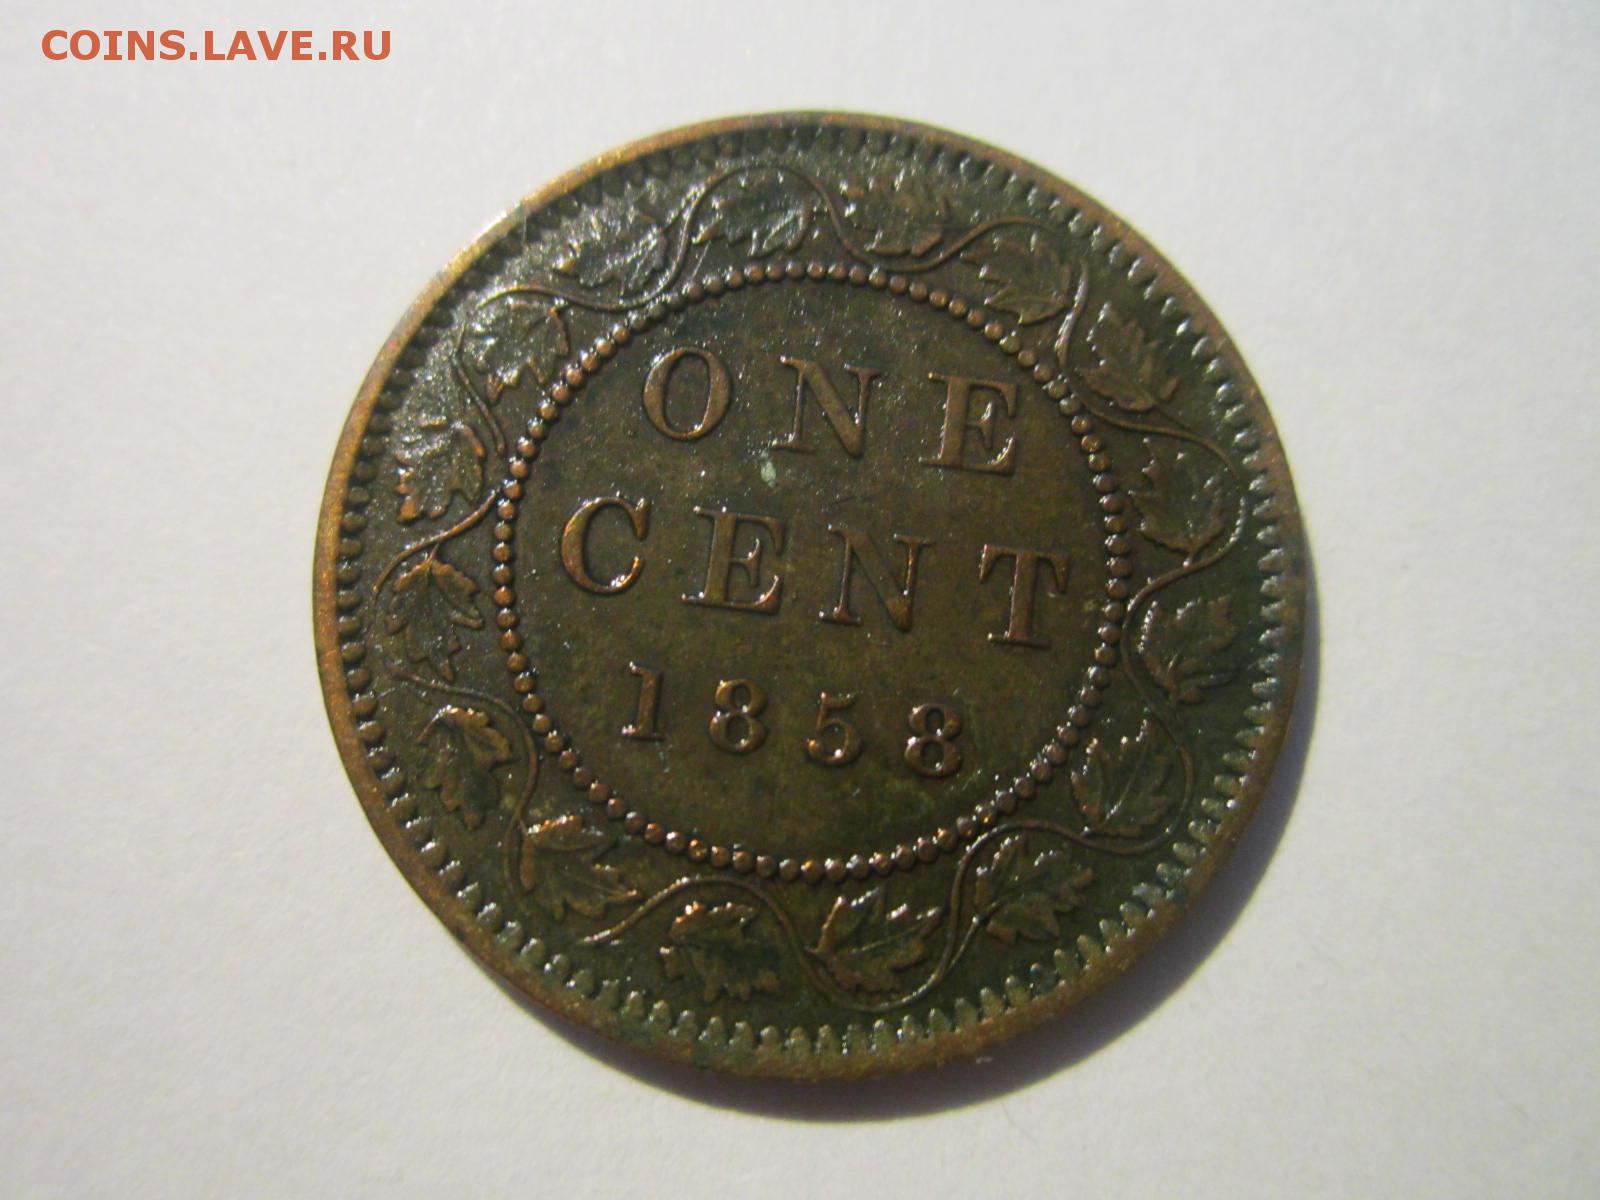 COINS.LAVE.RU
ONE
CENT
1858